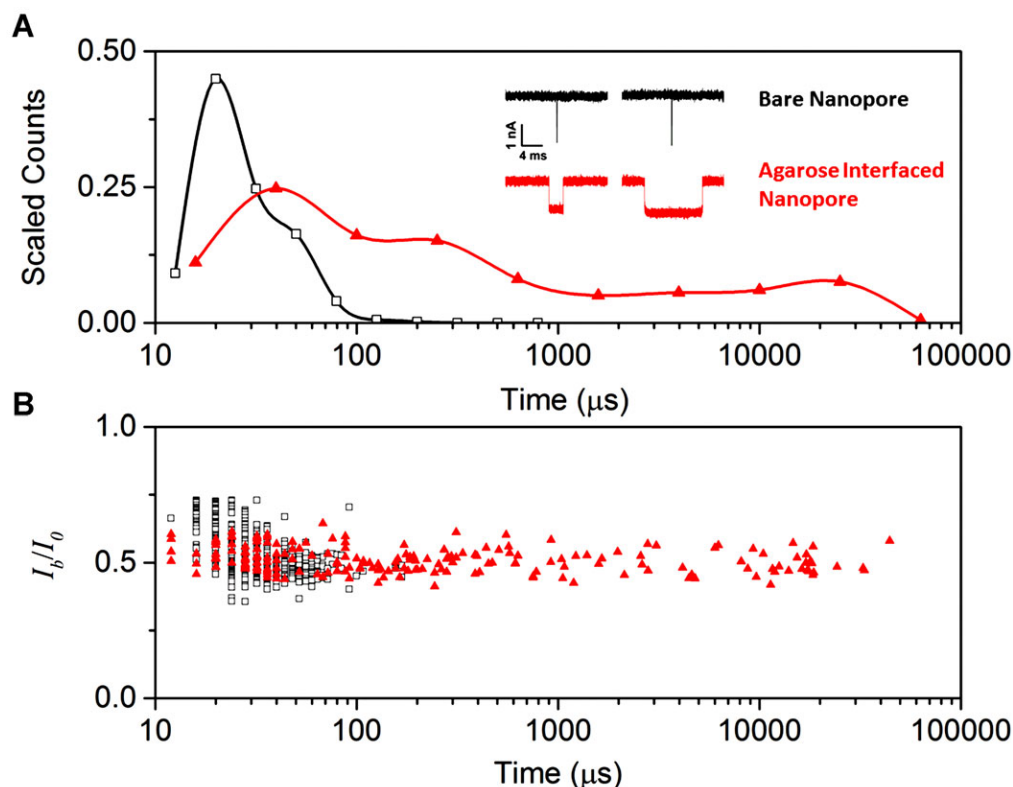 A
0.50
0.25
0.00
Scaled Counts
1 nA
4 ms
Bare Nanopore
Agarose Interfaced
Nanopore
10 100 1000 10000 100000
Time (μs)
B
1.0
0.5
0.0
I_b/I_0
10 100 1000 10000 100000
Time (μs)